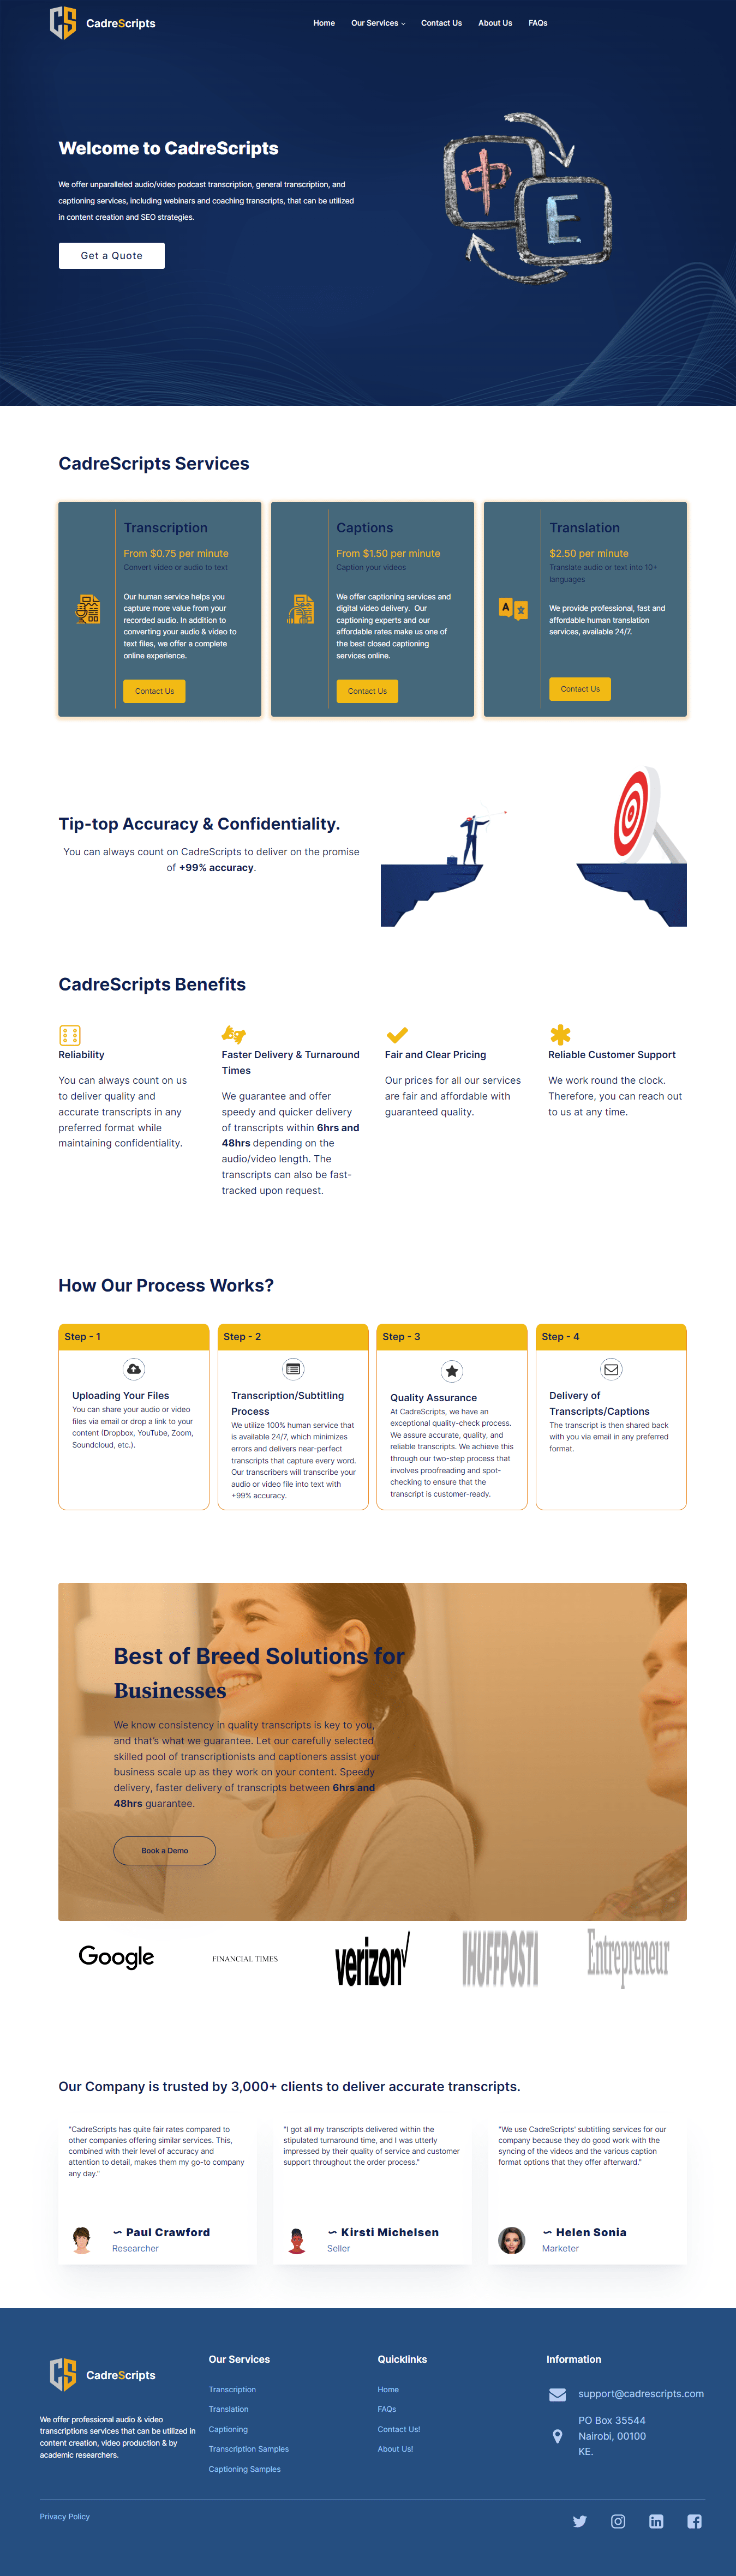 CadreScripts
Home Our Services Contact Us About Us FAQs
中
E
Welcome to CadreScripts
We offer unparalleled audio/video podcast transcription, general transcription, and
captioning services, including webinars and coaching transcripts, that can be utilized
in content creation and SEO strategies.
Get a Quote
CadreScripts Services
Transcription
From $0.75 per minute
Convert video or audio to text
Our human service helps you
capture more value from your
recorded audio. In addition to
converting your audio & video to
text files, we offer a complete
online experience.
Contact Us
Captions
From $1.50 per minute
Caption your videos
We offer captioning services and
digital video delivery. Our
captioning experts and our
affordable rates make us one of
the best closed captioning
services online.
Contact Us
A
Translation
$2.50 per minute
Translate audio or text into 10+
languages
We provide professional, fast and
affordable human translation
services, available 24/7.
Contact Us
Tip-top Accuracy & Confidentiality.
You can always count on CadreScripts to deliver on the promise
of +99% accuracy.
CadreScripts Benefits
Reliability
You can always count on us
to deliver quality and
accurate transcripts in any
preferred format while
maintaining confidentiality.
Faster Delivery & Turnaround
Times
We guarantee and offer
speedy and quicker delivery
of transcripts within 6hrs and
48hrs depending on the
audio/video length. The
transcripts can also be fast-
tracked upon request.
Fair and Clear Pricing
Our prices for all our services
are fair and affordable with
guaranteed quality.
Reliable Customer Support
We work round the clock.
Therefore, you can reach out
to us at any time.
How Our Process Works?
Step - 1
Uploading Your Files
You can share your audio or video
files via email or drop a link to your
content (Dropbox, YouTube, Zoom,
Soundcloud, etc.).
Step - 2
Transcription/Subtitling
Process
We utilize 100% human service that
is available 24/7, which minimizes
errors and delivers near-perfect
transcripts that capture every word.
Our transcribers will transcribe your
audio or video file into text with
+99% accuracy.
Step - 3
Quality Assurance
At CadreScripts, we have an
exceptional quality-check process.
We assure accurate, quality, and
reliable transcripts. We achieve this
through our two-step process that
involves proofreading and spot-
checking to ensure that the
transcript is customer-ready.
Step - 4
Delivery of
Transcripts/Captions
The transcript is then shared back
with you via email in any preferred
format.
Best of Breed Solutions for
Businesses
We know consistency in quality transcripts is key to you,
and that's what we guarantee. Let our carefully selected
skilled pool of transcriptionists and captioners assist your
business scale up as they work on your content. Speedy
delivery, faster delivery of transcripts between 6hrs and
48hrs guarantee.
Book a Demo
Google
FINANCIAL TIMES
verizon
HUFFPOST
Entrepreneur
Our Company is trusted by 3,000+ clients to deliver accurate transcripts.
"CadreScripts has quite fair rates compared to
other companies offering similar services. This,
combined with their level of accuracy and
attention to detail, makes them my go-to company
any day."
~ Paul Crawford
Researcher
"I got all my transcripts delivered within the
stipulated turnaround time, and I was utterly
impressed by their quality of service and customer
support throughout the order process."
~ Kirsti Michelsen
Seller
"We use CadreScripts' subtitling services for our
company because they do good work with the
syncing of the videos and the various caption
format options that they offer afterward."
~ Helen Sonia
Marketer
CadreScripts
We offer professional audio & video
transcriptions services that can be utilized in
content creation, video production & by
academic researchers.
Our Services
Transcription
Translation
Captioning
Transcription Samples
Captioning Samples
Quicklinks
Home
FAQs
Contact Us!
About Us!
Information
support@cadrescripts.com
PO Box 35544
Nairobi, 00100
KE.
Privacy Policy